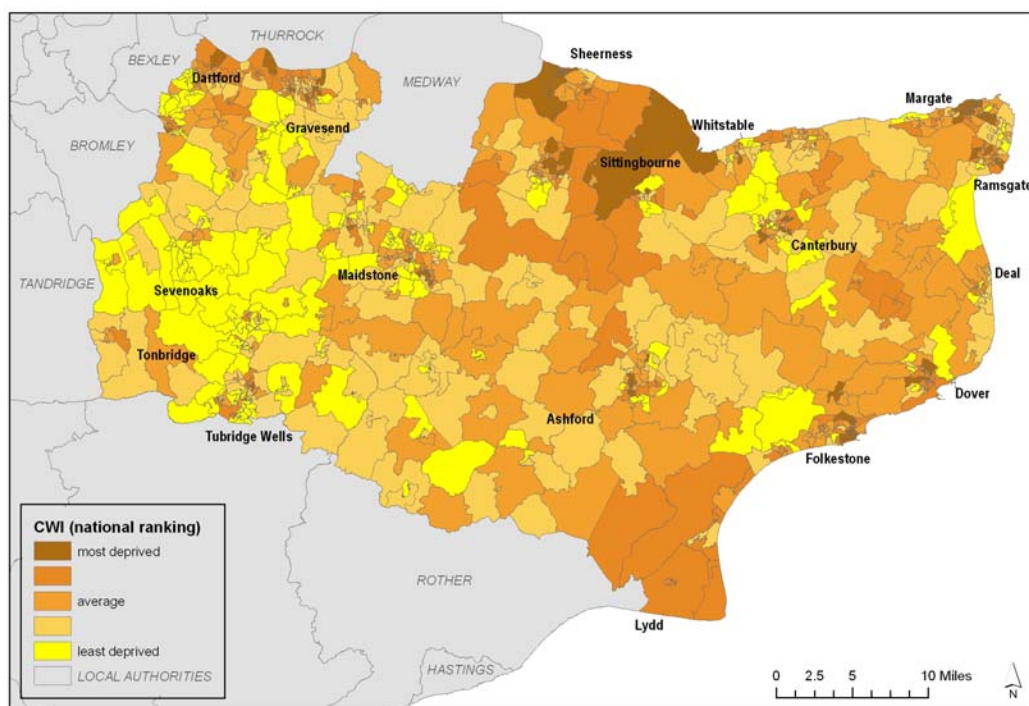 THURROCK
BEXLEY
Sheerness
Dartford
MEDWAY
Margate
Whitstable
Gravesend
BROMLEY
Sittingbourne
Ramsgate
Canterbury
Maidstone
TANDRIDGE
Deal
Sevenoaks
Tonbridge
Dover
Ashford
Tubridge Wells
Folkestone
CWI (national ranking)
most deprived
average
least deprived
LOCAL AUTHORITIES
ROTHER
Lydd
HASTINGS
0 2.5 5 10 Miles
N